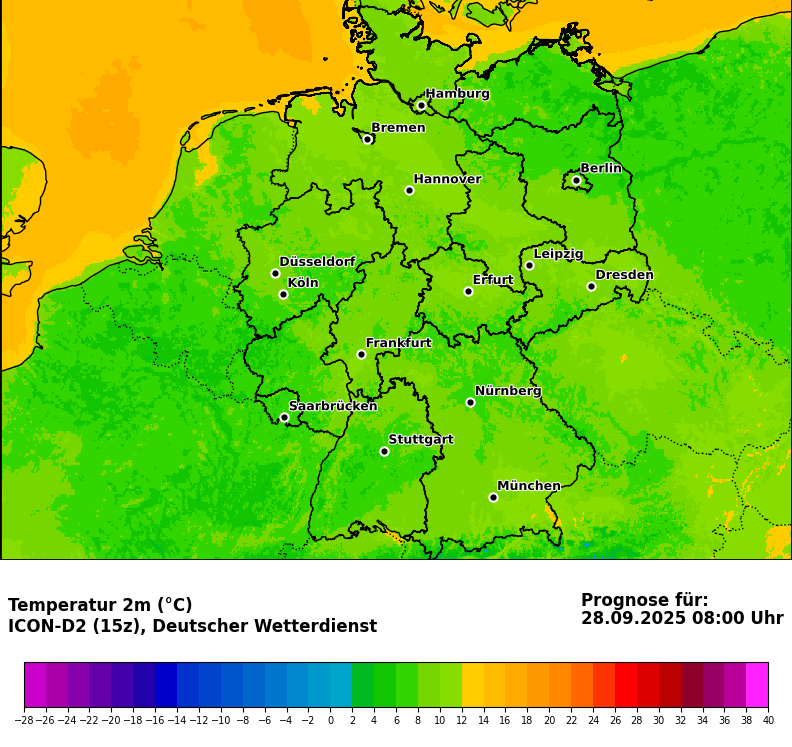 Hamburg
Bremen
Berlin
Hannover
Leipzig
Düsseldorf
Dresden
Köln
Erfurt
Frankfurt
Nürnberg
Saarbrücken
Stuttgart
München
Temperatur 2m (°C)
ICON-D2 (15z), Deutscher Wetterdienst
Prognose für:
28.09.2025 08:00 Uhr
−28 −26 −24 −22 −20 −18 −16 −14 −12 −10 −8 −6 −4 −2 0 2 4 6 8 10 12 14 16 18 20 22 24 26 28 30 32 34 36 38 40